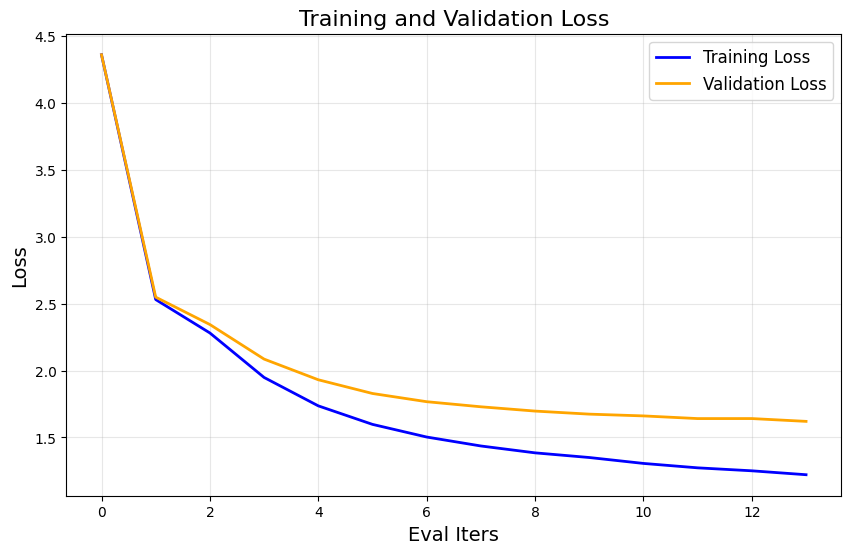 Training and Validation Loss
4.5
4.0
3.5
3.0
2.5
2.0
1.5
Loss
Training Loss
Validation Loss
0 2 4 6 8 10 12
Eval Iters